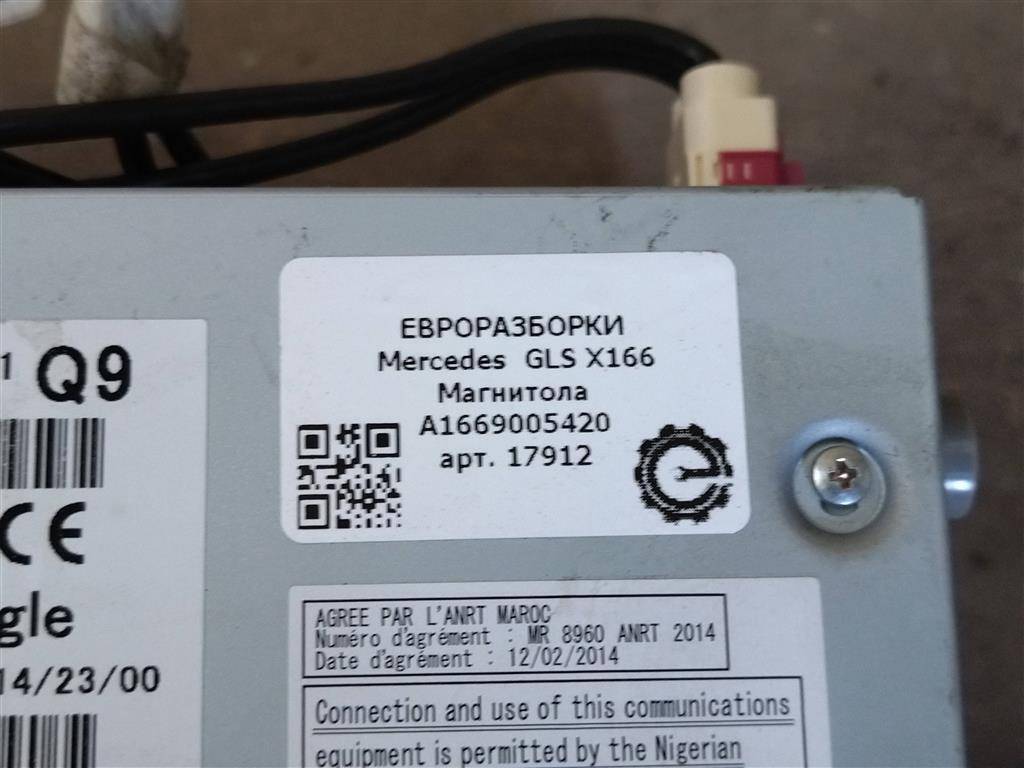 1 Q9
CE
gle
14/23/00
ЕВРОРАЗБОРКИ
Mercedes GLS X166
Магнитола
A1669005420
арт. 17912
AGREE PAR L'ANRT MAROC
Numéro d'agrément : MR 8960 ANRT 2014
Date d'agrément : 12/02/2014
Connection and use of this communications
equipment is permitted by the Nigerian